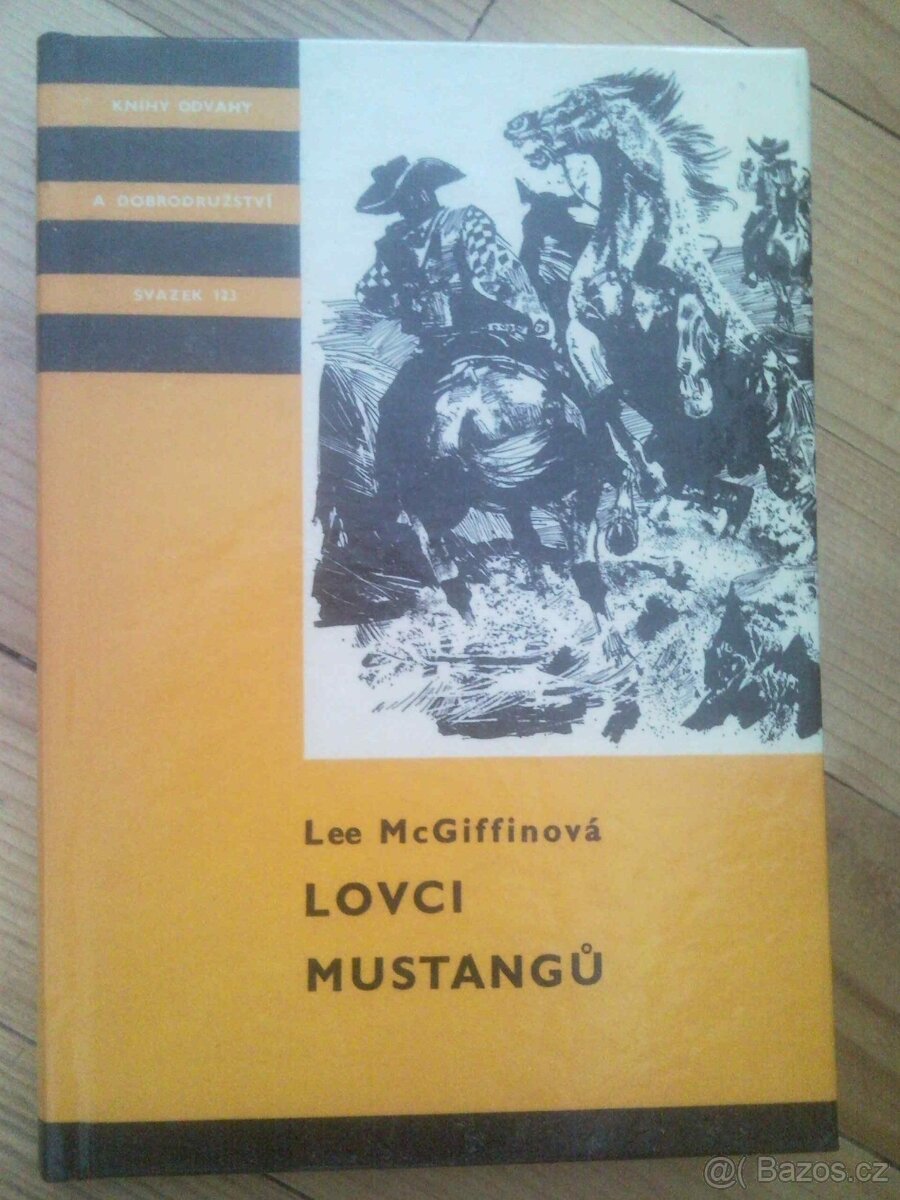 KNIHY ODVAHY
A DOBRODRUŽSTVÍ
SVAZEK 123
Lee McGiffinová
LOVCI
MUSTANGŮ
@( Bazos.cz